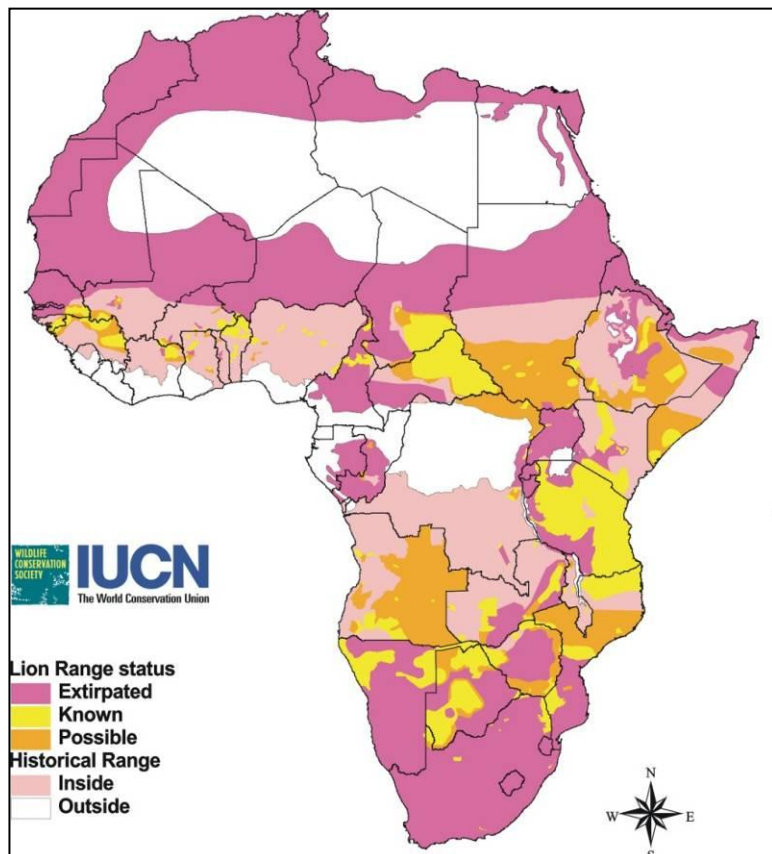 WILDLIFE
CONSERVATION
SOCIETY
IUCN
The World Conservation Union
Lion Range status
Extirpated
Known
Possible
Historical Range
Inside
Outside
N
W E
S